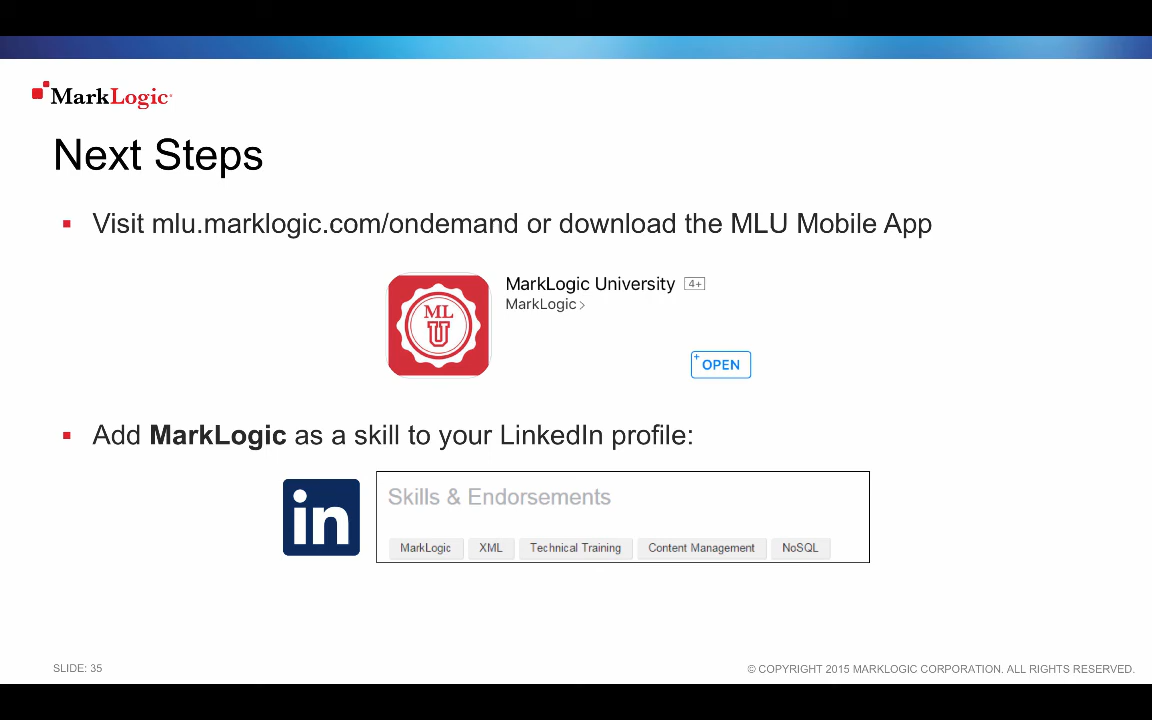 MarkLogic
Next Steps
Visit mlu.marklogic.com/ondemand or download the MLU Mobile App
ML
U
MarkLogic University 4+
MarkLogic >
+ OPEN
Add MarkLogic as a skill to your LinkedIn profile:
in
Skills & Endorsements
MarkLogic XML Technical Training Content Management NoSQL
SLIDE: 35
© COPYRIGHT 2015 MARKLOGIC CORPORATION. ALL RIGHTS RESERVED.